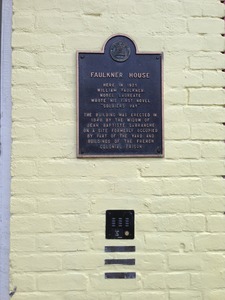 FAULKNER HOUSE
HERE IN 1925
WILLIAM FAULKNER
NOBEL LAUREATE
WROTE HIS FIRST NOVEL
"SOLDIERS' PAY"
THE BUILDING WAS ERECTED IN
1840 BY THE WIDOW OF
JEAN BAPTISTE
ON A SITE FORMERLY OCCUPIED
BY PART OF THE YARD AND
BUILDINGS OF THE FRENCH
COLONIAL PRISON